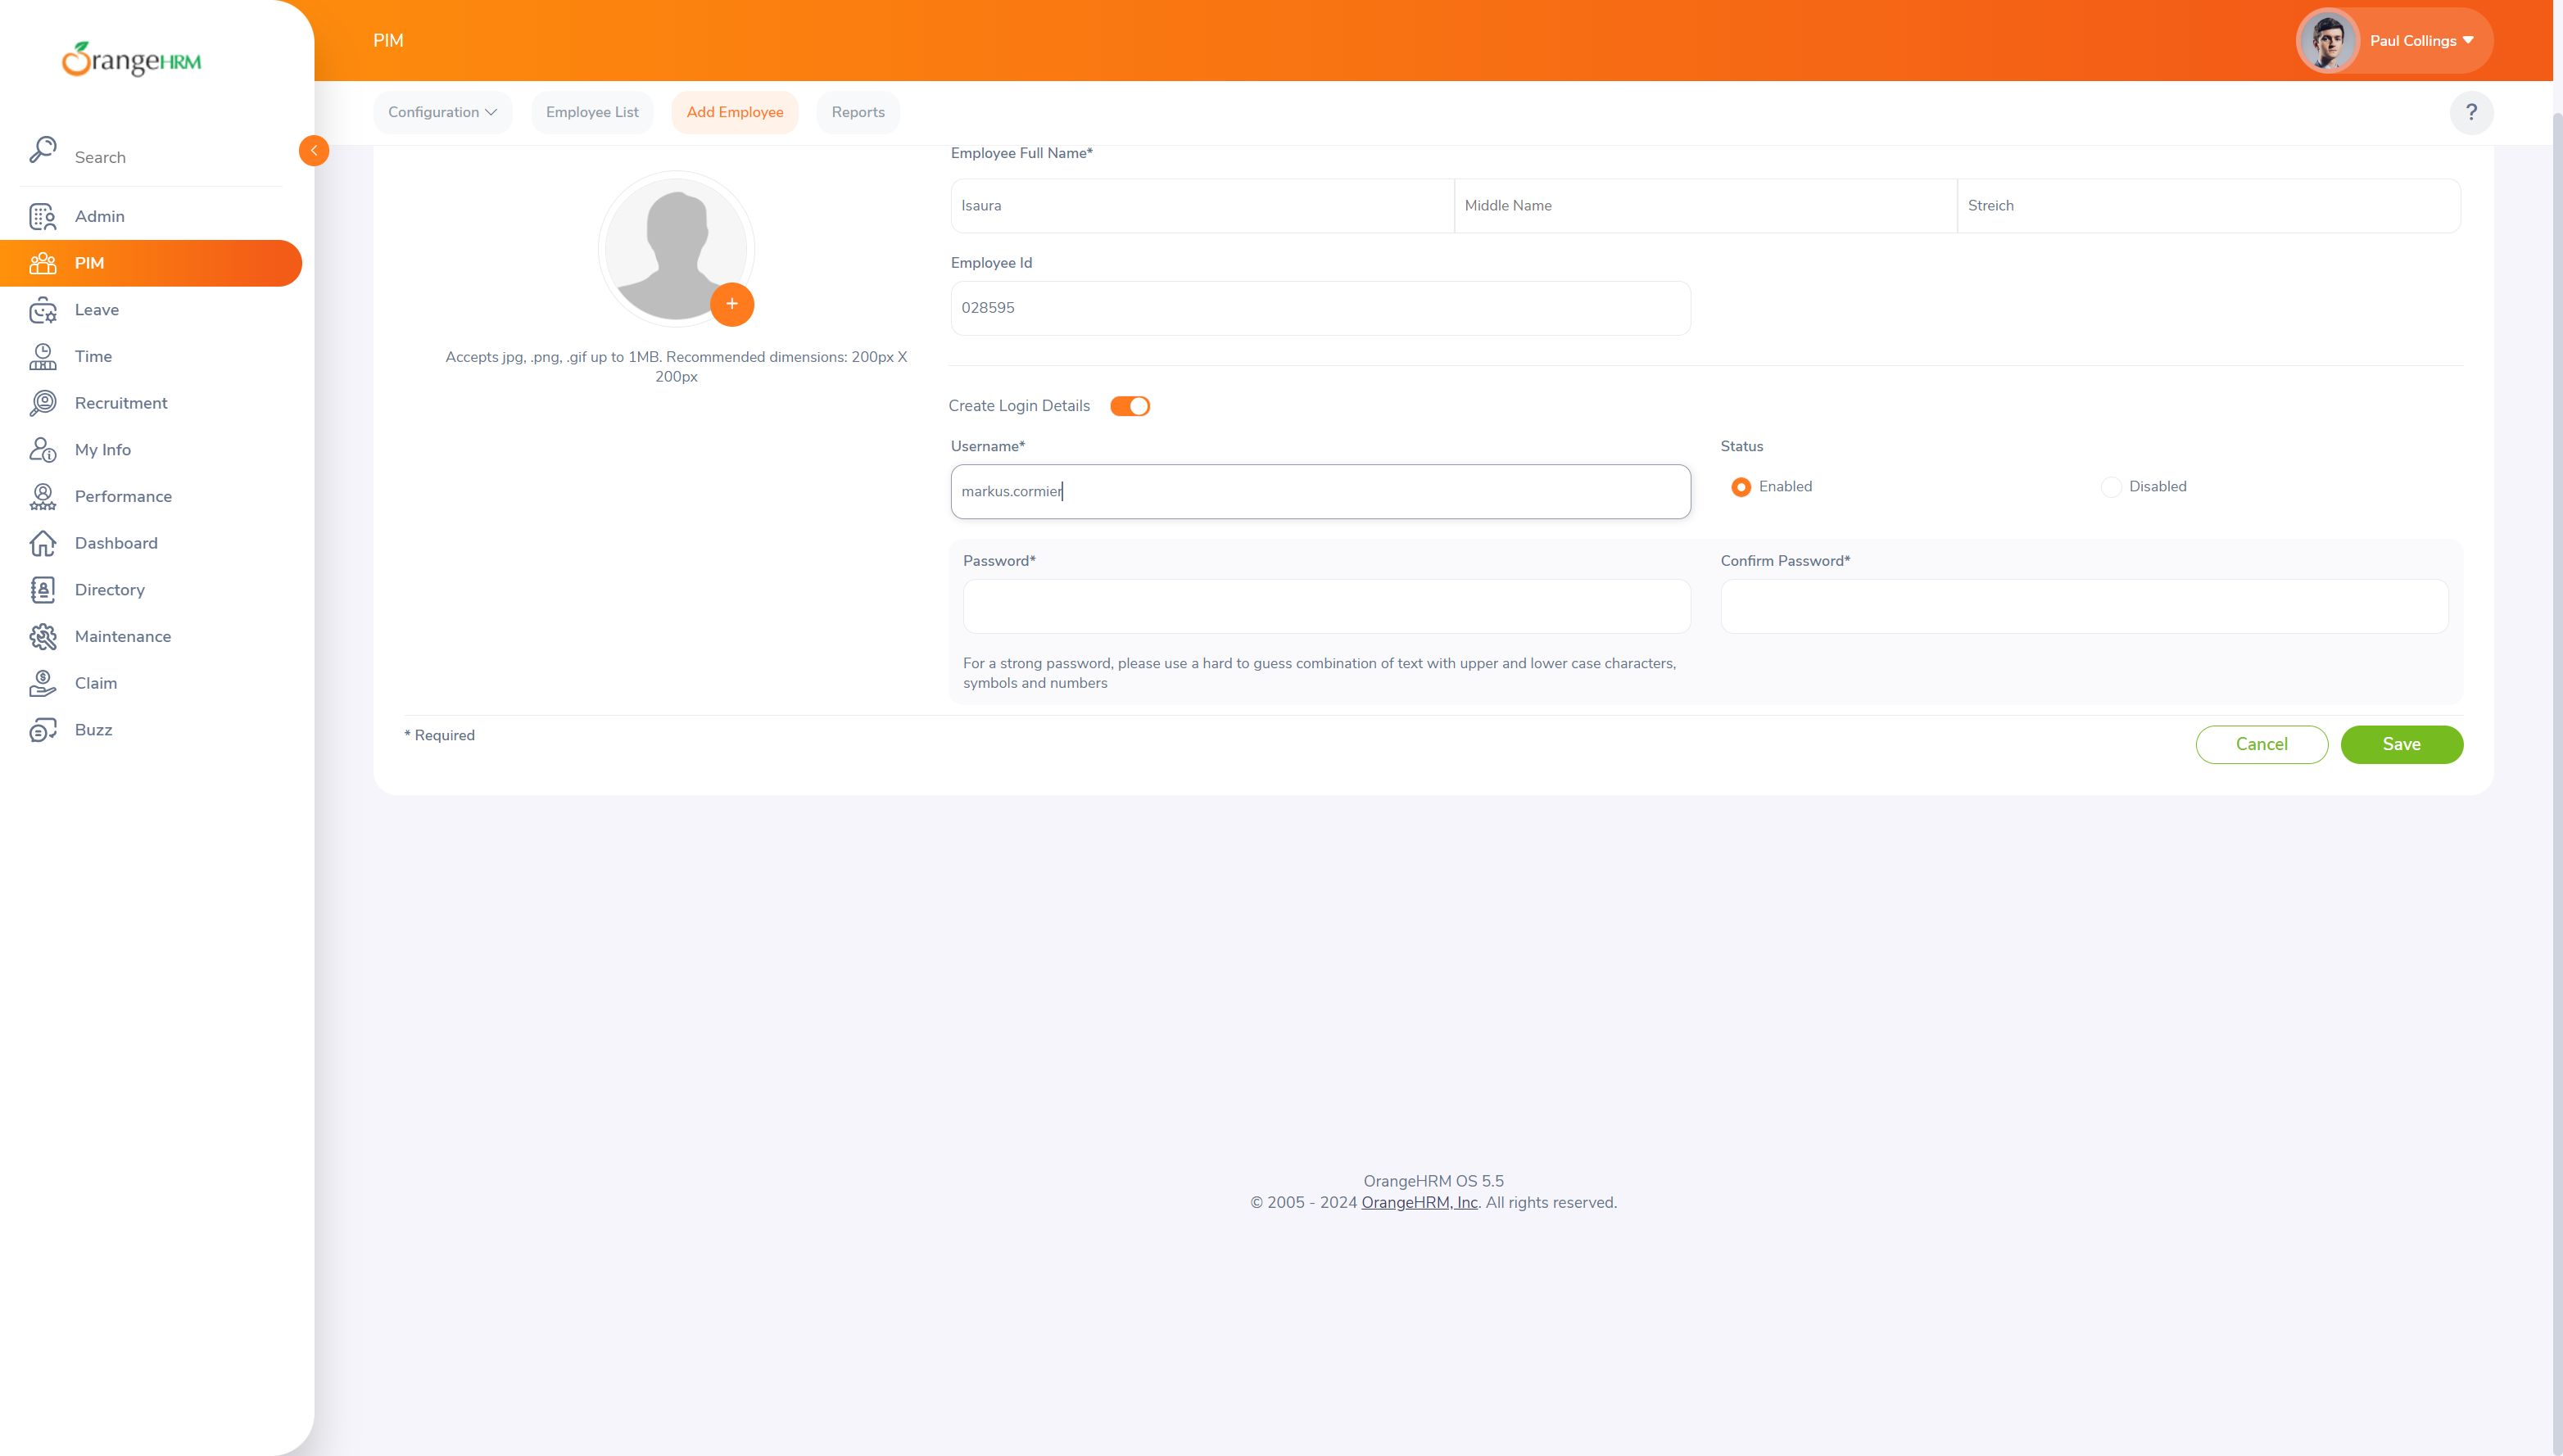 OrangeHRM
Search
Admin
PIM
Leave
Time
Recruitment
My Info
Performance
Dashboard
Directory
Maintenance
Claim
Buzz
PIM
Paul Collings
Configuration
Employee List
Add Employee
Reports
?
Accepts jpg, .png, .gif up to 1MB. Recommended dimensions: 200px X
200px
Employee Full Name*
Isaura
Middle Name
Streich
Employee Id
028595
Create Login Details
Username*
markus.cormier
Status
Enabled
Disabled
Password*
Confirm Password*
For a strong password, please use a hard to guess combination of text with upper and lower case characters,
symbols and numbers
* Required
Cancel
Save
OrangeHRM OS 5.5
© 2005 - 2024 OrangeHRM, Inc. All rights reserved.